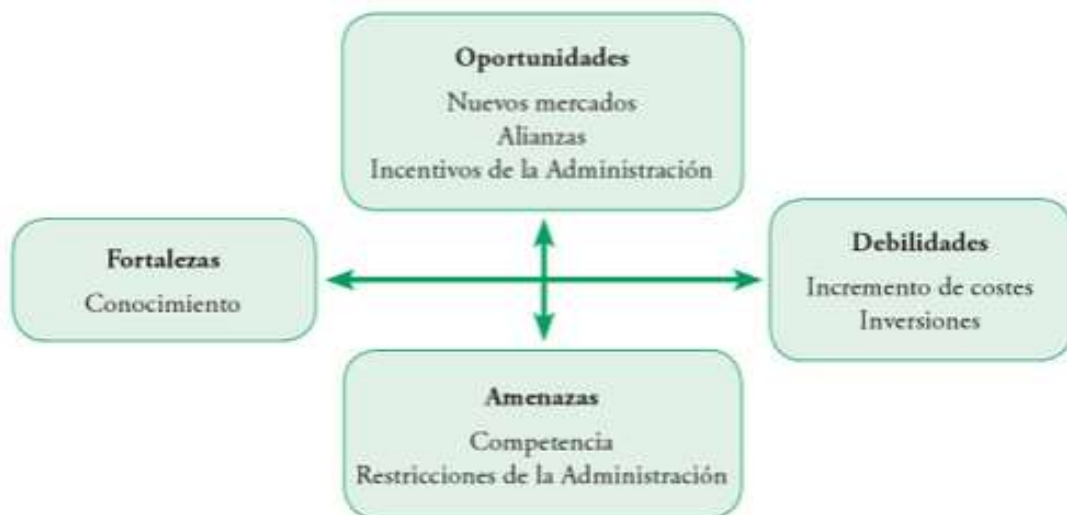 Oportunidades
Nuevos mercados
Alianzas
Incentivos de la Administración
Fortalezas
Conocimiento
Debilidades
Incremento de costes
Inversiones
Amenazas
Competencia
Restricciones de la Administración